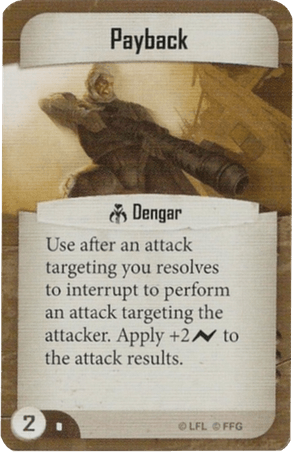 Payback
Dengar
Use after an attack
targeting you resolves
to interrupt to perform
an attack targeting the
attacker. Apply +2 to
the attack results.
2
© LFL © FFG